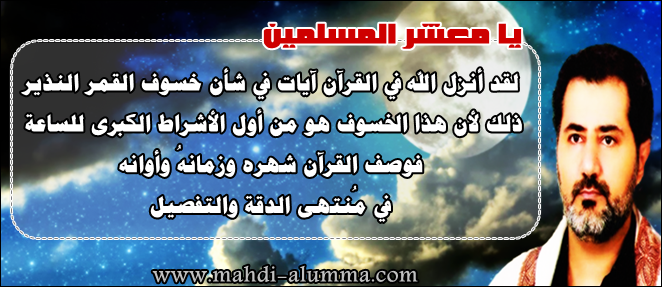 يا معشر المسلمين
لقد أنزل الله في القرآن آيات في شأن خسوف القمر النذير
ذلك لأن هذا الخسوف هو من أول الأشراط الكبرى للساعة
فوصف القرآن شهره وزمانهُ وأوانه
في مُنتهى الدقة والتفصيل
www.mahdi-alumma.com